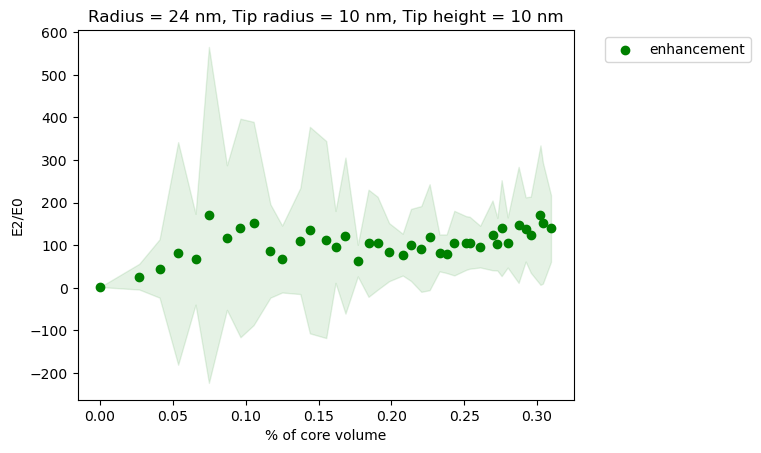 Radius = 24 nm, Tip radius = 10 nm, Tip height = 10 nm
enhancement
600
500
400
300
200
100
0
−100
−200
E2/E0
0.00 0.05 0.10 0.15 0.20 0.25 0.30
% of core volume